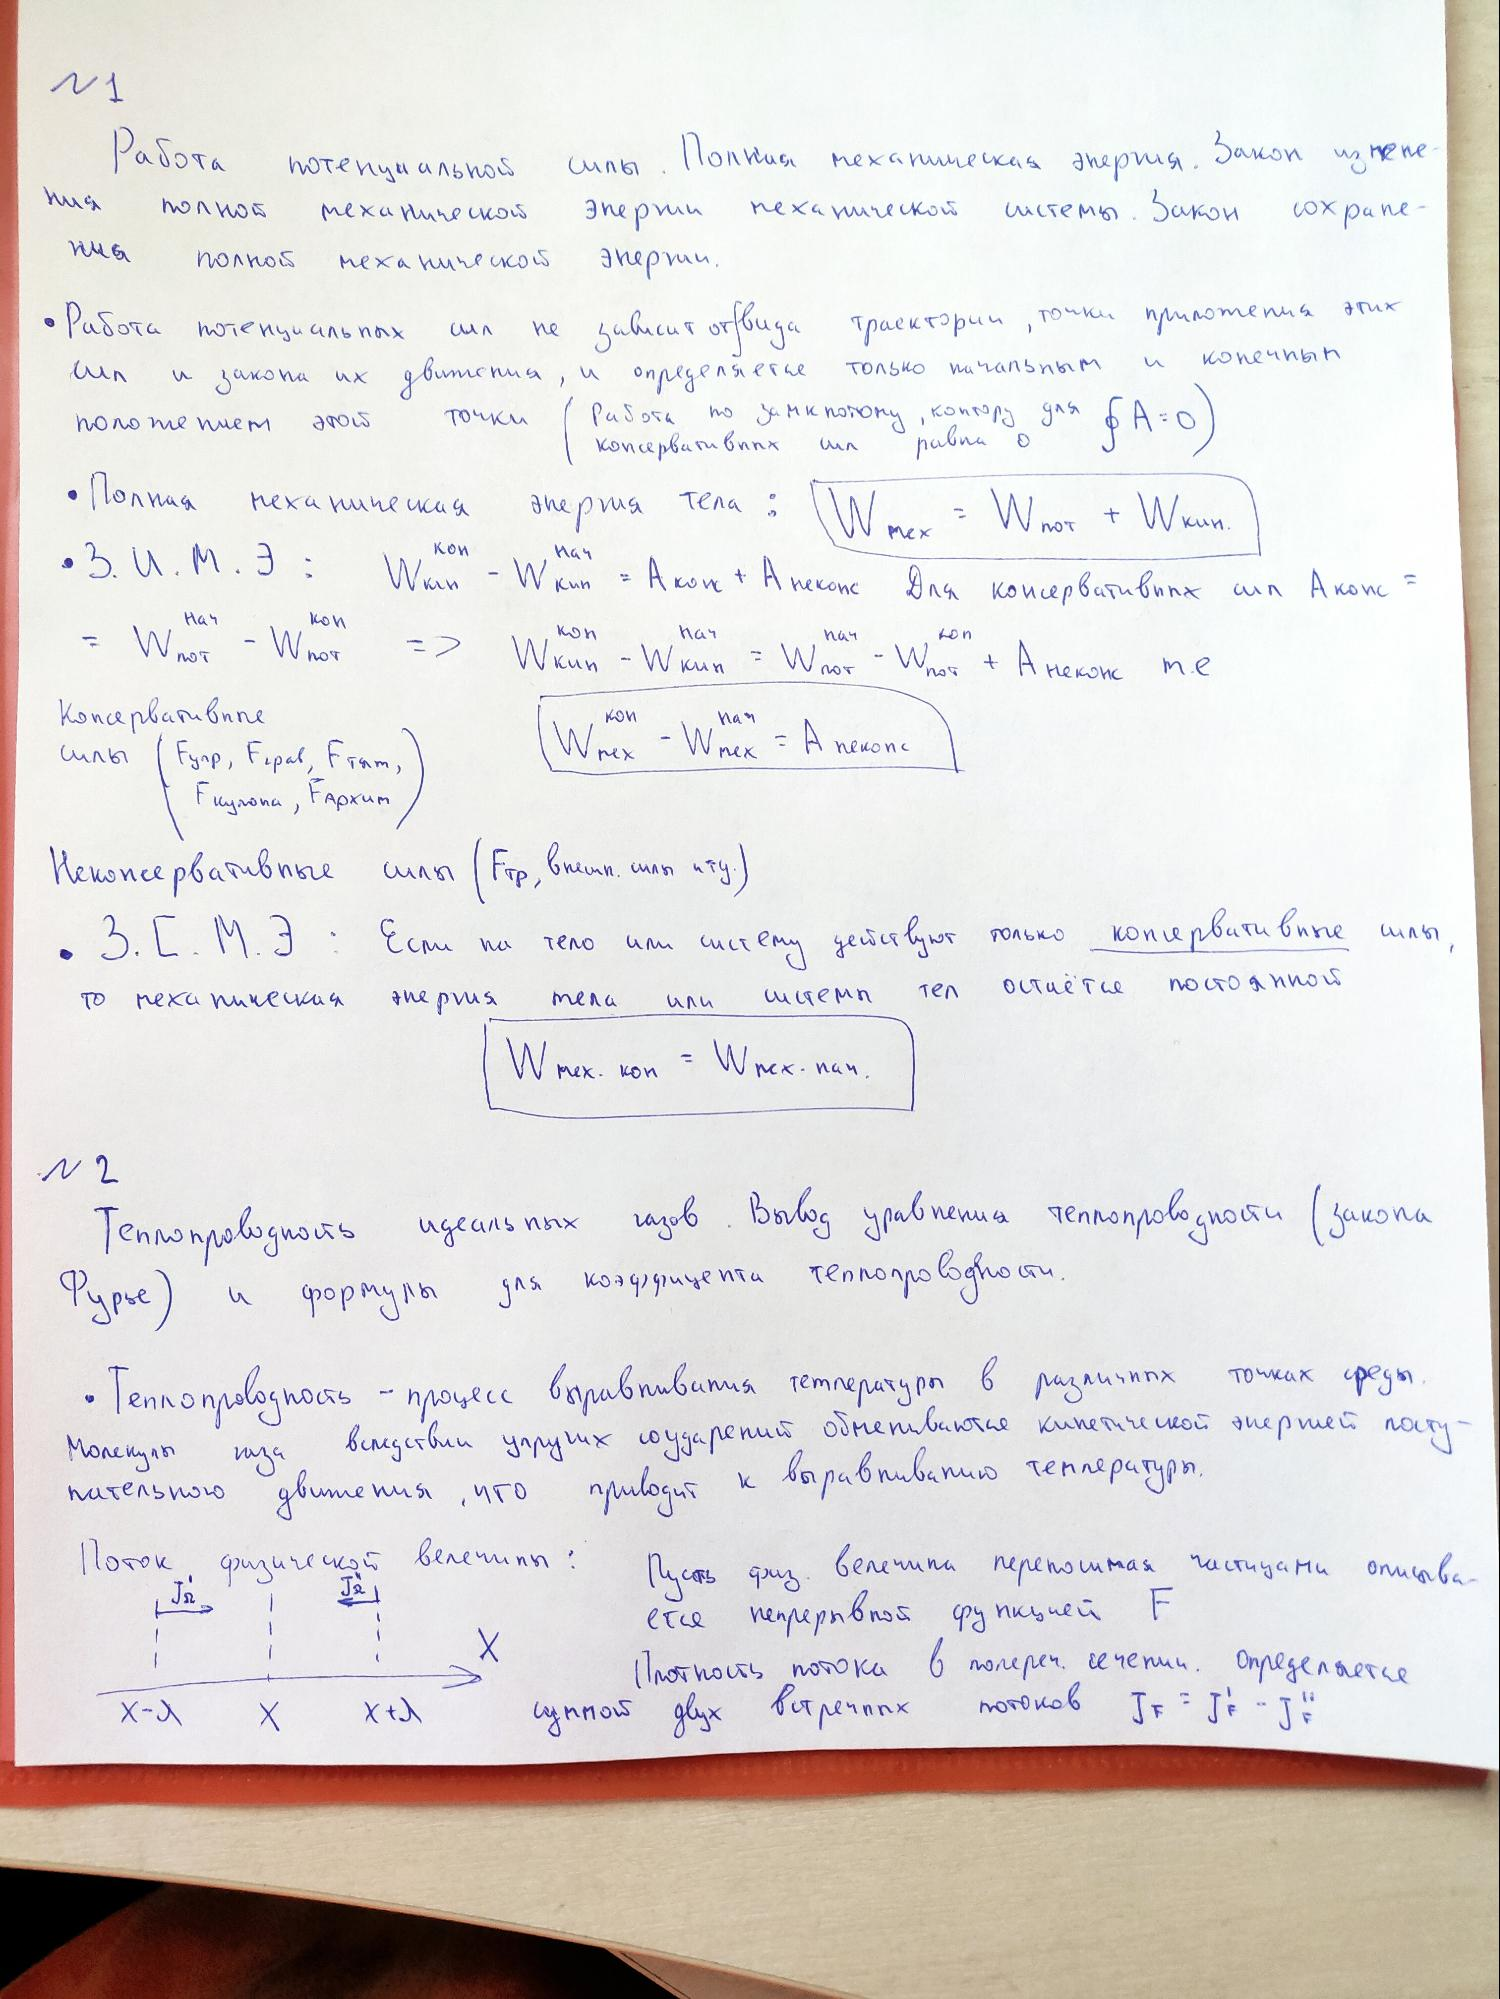 №1
Работа потенциальной силы. Полная механическая энергия. Закон измене-
ния полной механической энергии механической системы. Закон сохране-
ния полной механической энергии.
• Работа потенциальных сил не зависит от вида траектории, точки приложения этих
сил и закона их движения, и определяется только начальным и конечным
положением этой точки (Работа по замкнотому, контору для ∮A=0)
консервативных сил равна 0
• Полная механическая энергия тела: Wмех = Wпот + Wкин.
• З.И.М.Э: Wкин^кон - Wкин^нач = Aконс + Aнеконс Для консервативных сил Aконс =
= Wпот^нач - Wпот^кон => Wкин^кон - Wкин^нач = Wпот^нач - Wпот^кон + Aнеконс т.е
Консервативные
силы (Fупр, Fграв, Fтяж,
Fкулона, FАрхим)
Wмех^кон - Wмех^нач = Aнеконс
Неконсервативные силы (Fтр, внешн. силы итд.)
• З.С.М.Э: Если на тело или систему действуют только консервативные силы,
то механическая энергия тела или системы тел остаётся постоянной
Wмех.кон = Wмех.нач.
№2
Теплопроводность идеальных газов. Вывод уравнения теплопроводности (закона
Фурье) и формулы для коэффицента теплопроводности.
• Теплопроводность - процесс выравнивания температуры в различных точках среды.
Молекулы газа вследствии упругих соударений обмениваются кинетической энергией посту-
пательного движения, что приводит к выравниванию температуры.
Поток физической величины:
J'Ω J''Ω
X
x-λ x x+λ
Пусть физ. величина переносимая частицами описыва-
ется непрерывной функцией F
Плотность потока в попереч. сечении. определяется
суммой двух встречных потоков J_F = J'_F - J''_F